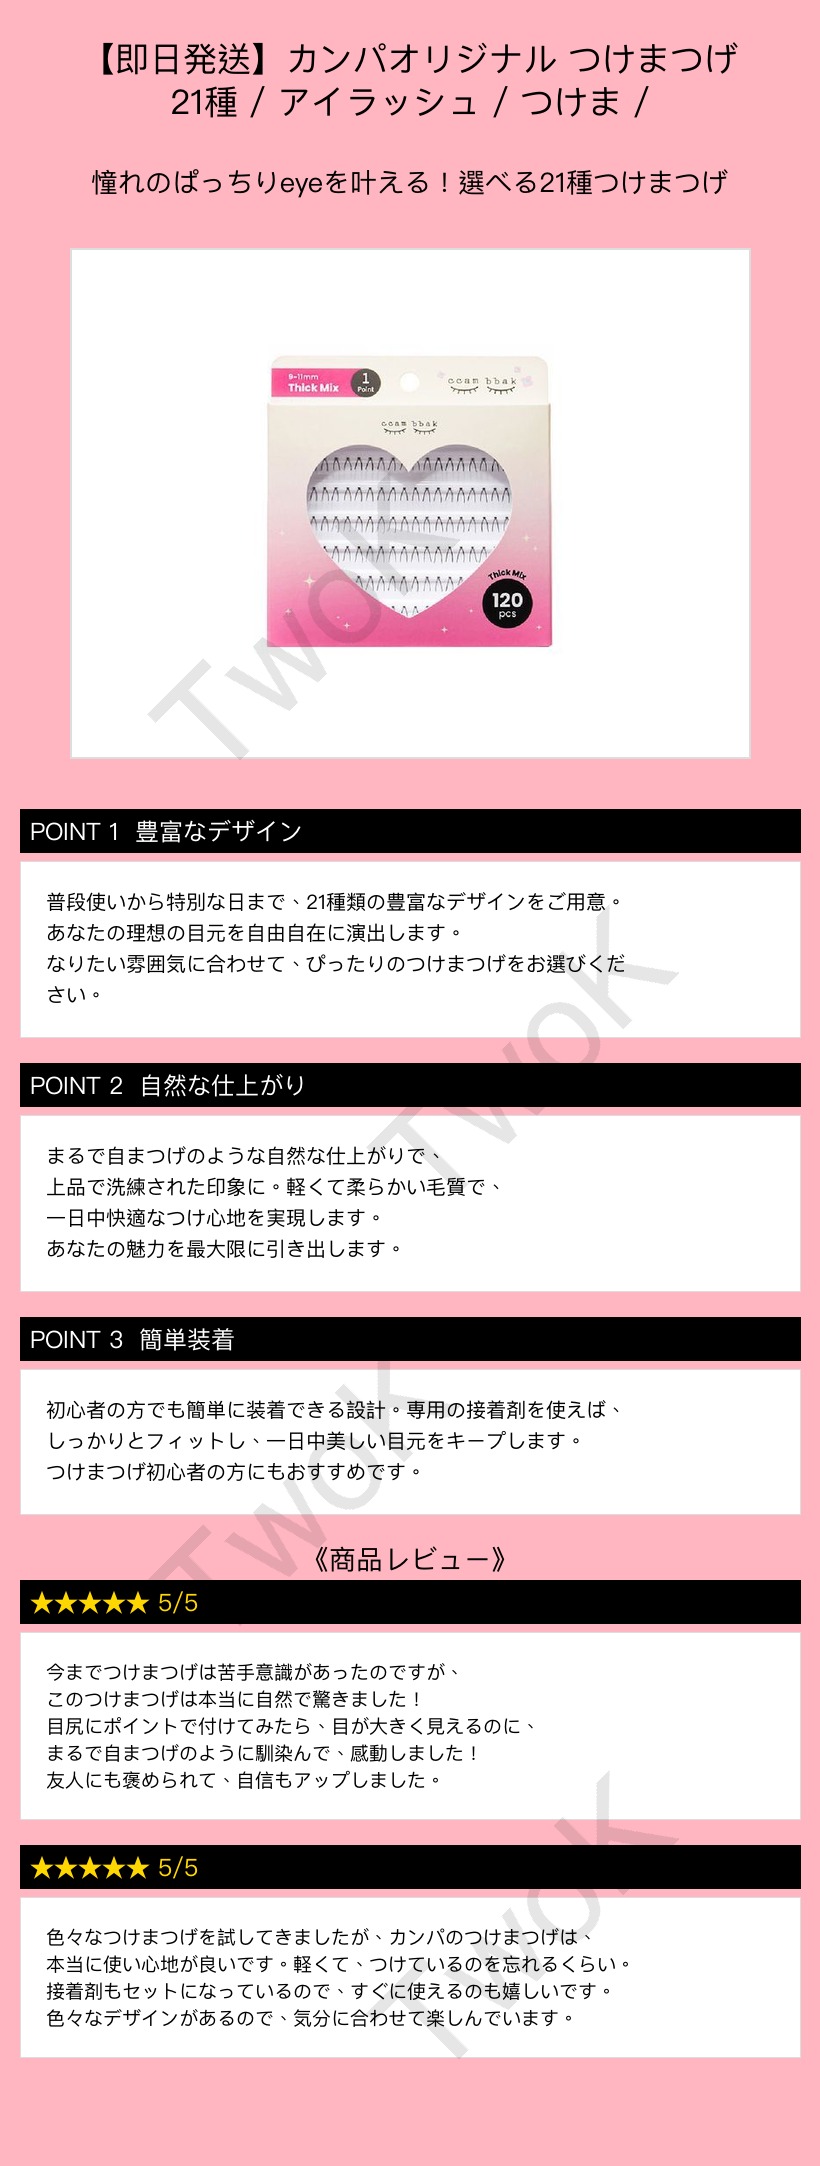 【即日発送】カンパオリジナル つけまつげ
21種 / アイラッシュ / つけま /
憧れのぱっちりeyeを叶える！選べる21種つけまつげ
9-11mm
Thick Mix
1
Point
ccam bbak
ccam bbak
Thick Mix
120
pcs
TwoK
POINT 1 豊富なデザイン
普段使いから特別な日まで、21種類の豊富なデザインをご用意。
あなたの理想の目元を自由自在に演出します。
なりたい雰囲気に合わせて、ぴったりのつけまつげをお選びくだ
さい。
TwoK
POINT 2 自然な仕上がり
まるで自まつげのような自然な仕上がりで、
上品で洗練された印象に。軽くて柔らかい毛質で、
一日中快適なつけ心地を実現します。
あなたの魅力を最大限に引き出します。
POINT 3 簡単装着
初心者の方でも簡単に装着できる設計。専用の接着剤を使えば、
しっかりとフィットし、一日中美しい目元をキープします。
つけまつげ初心者の方にもおすすめです。
TwoK
《商品レビュー》
★★★★★ 5/5
今までつけまつげは苦手意識があったのですが、
このつけまつげは本当に自然で驚きました！
目尻にポイントで付けてみたら、目が大きく見えるのに、
まるで自まつげのように馴染んで、感動しました！
友人にも褒められて、自信もアップしました。
★★★★★ 5/5
色々なつけまつげを試してきましたが、カンパのつけまつげは、
本当に使い心地が良いです。軽くて、つけているのを忘れるくらい。
接着剤もセットになっているので、すぐに使えるのも嬉しいです。
色々なデザインがあるので、気分に合わせて楽しんでいます。
TwoK